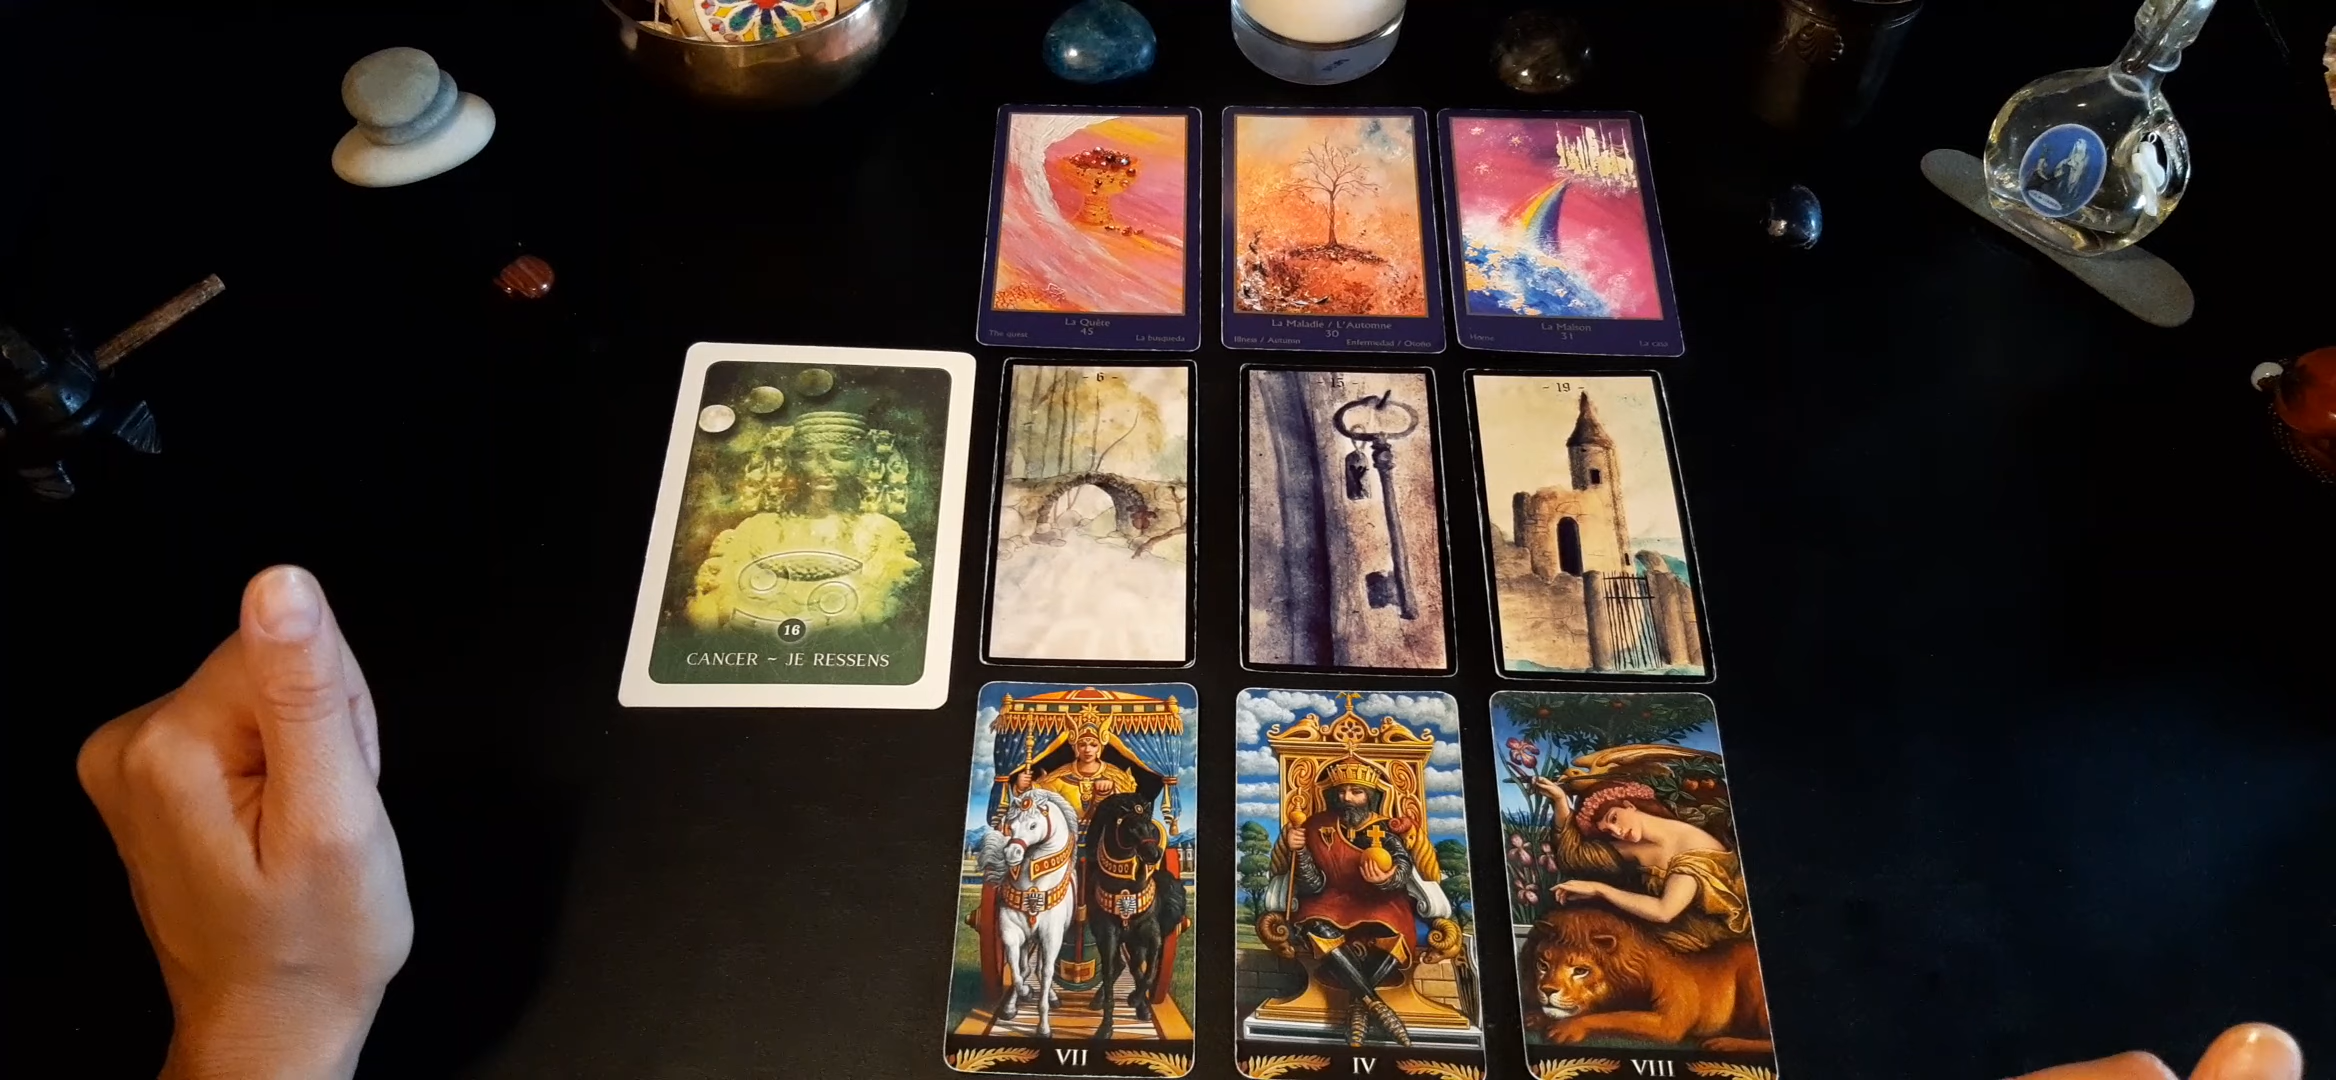 La Quête
45
The quest
La búsqueda
La Maladie / L'Automne
30
Illness / Autumn
Enfermedad / Otoño
La Maison
31
Home
La casa
- 6 -
- 15 -
- 19 -
16
CANCER ~ JE RESSENS
VII
IV
VIII